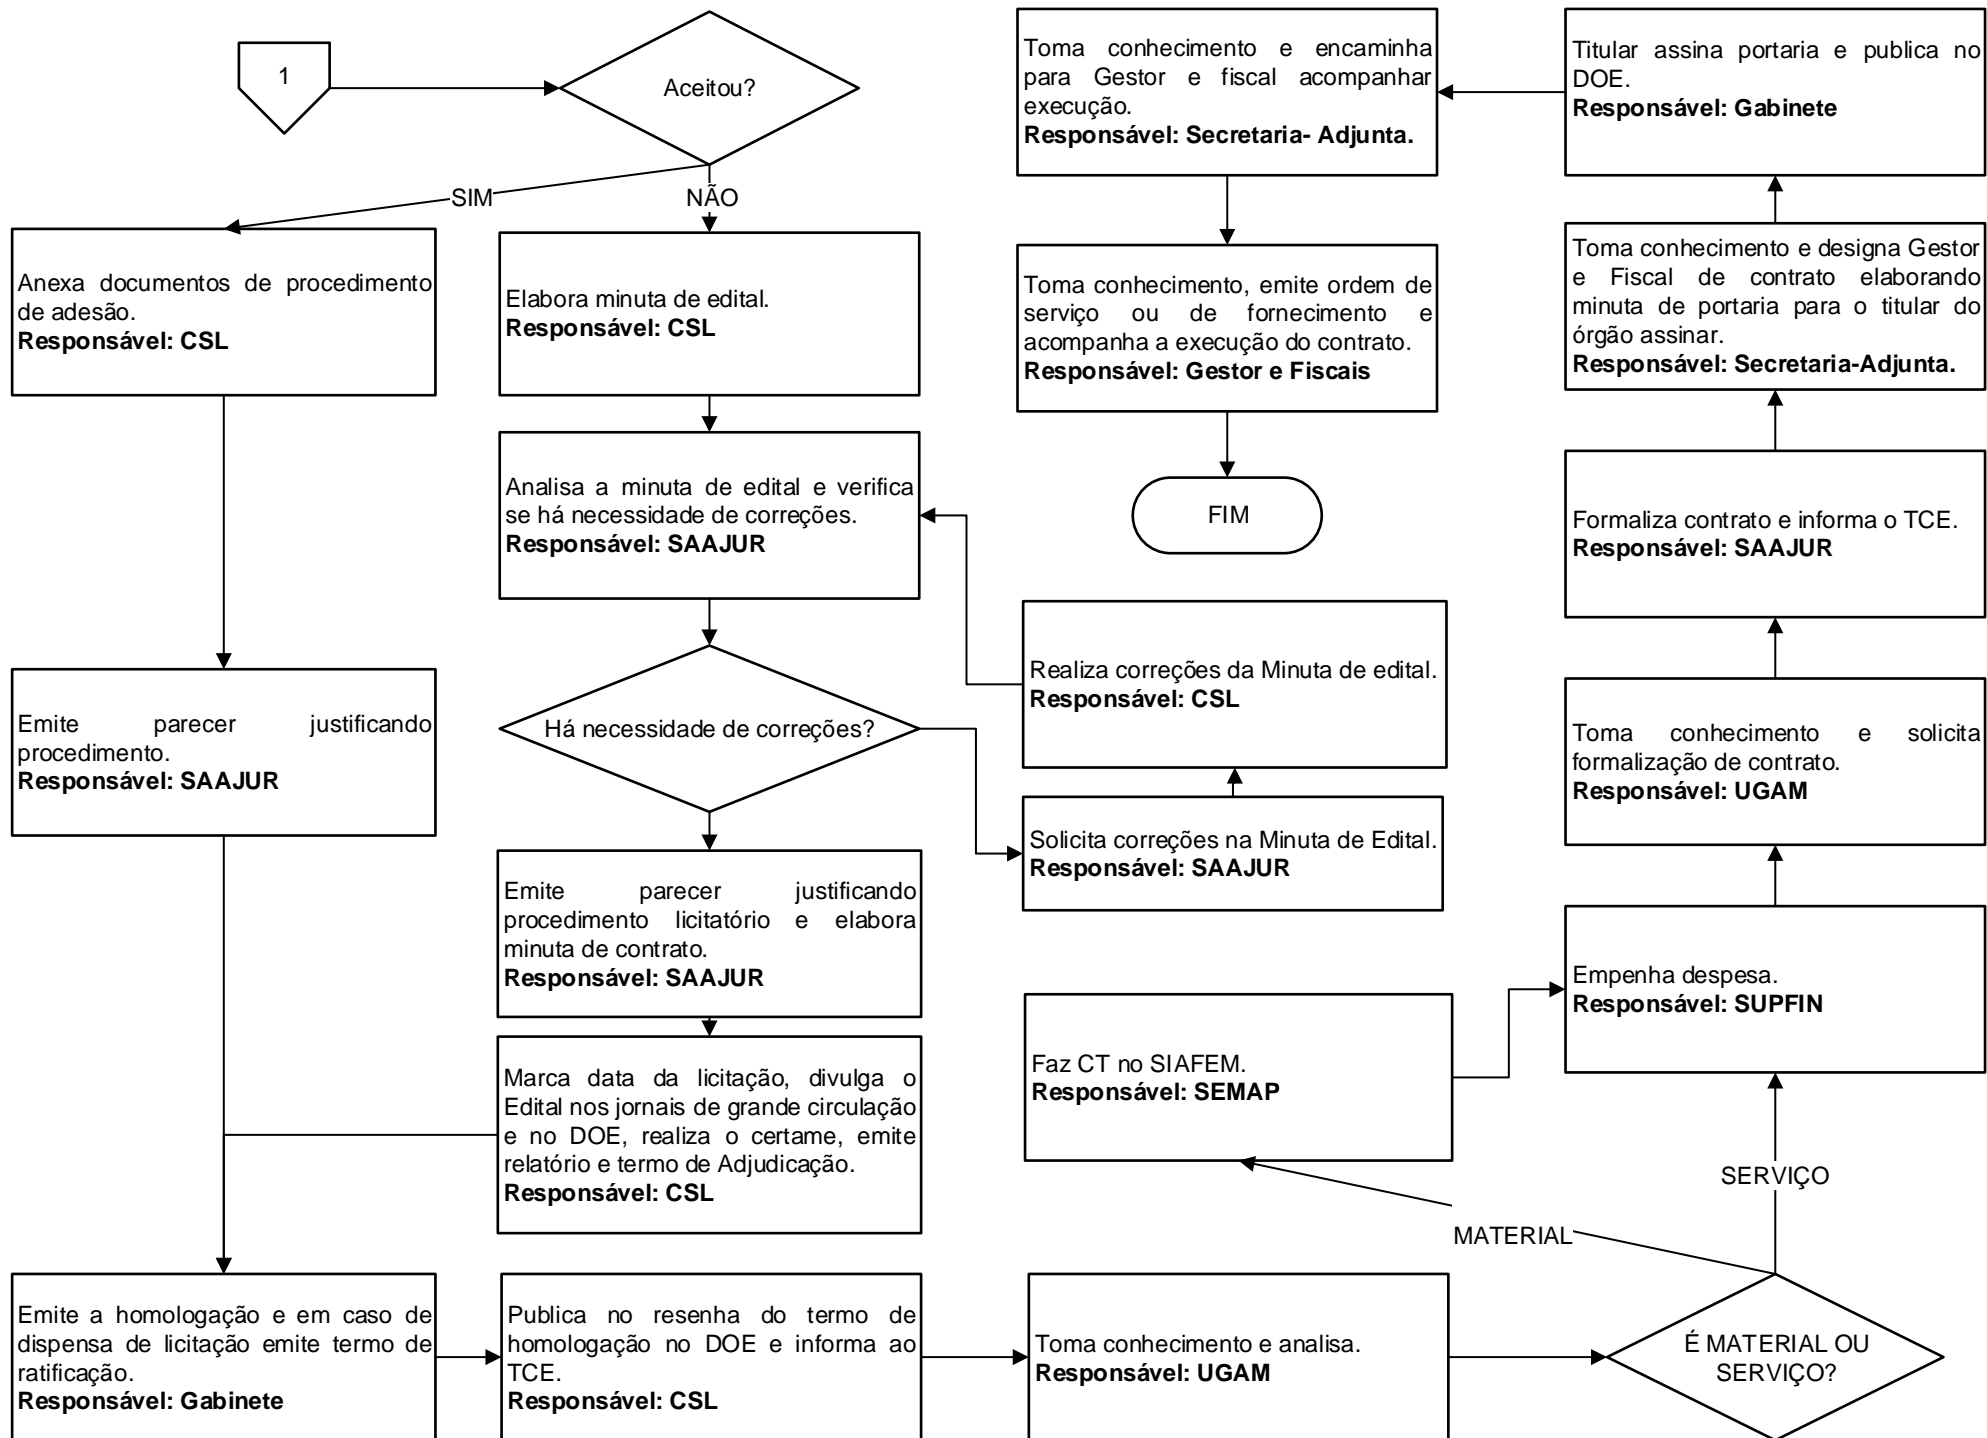 1
Aceitou?
SIM
NÃO
Anexa documentos de procedimento
de adesão.
Responsável: CSL
Elabora minuta de edital.
Responsável: CSL
Analisa a minuta de edital e verifica
se há necessidade de correções.
Responsável: SAAJUR
Há necessidade de correções?
Solicita correções na Minuta de Edital.
Responsável: SAAJUR
Realiza correções da Minuta de edital.
Responsável: CSL
Emite parecer justificando
procedimento.
Responsável: SAAJUR
Emite parecer justificando
procedimento licitatório e elabora
minuta de contrato.
Responsável: SAAJUR
Marca data da licitação, divulga o
Edital nos jornais de grande circulação
e no DOE, realiza o certame, emite
relatório e termo de Adjudicação.
Responsável: CSL
Emite a homologação e em caso de
dispensa de licitação emite termo de
ratificação.
Responsável: Gabinete
Publica no resenha do termo de
homologação no DOE e informa ao
TCE.
Responsável: CSL
Toma conhecimento e analisa.
Responsável: UGAM
É MATERIAL OU
SERVIÇO?
MATERIAL
SERVIÇO
Faz CT no SIAFEM.
Responsável: SEMAP
Empenha despesa.
Responsável: SUPFIN
Toma conhecimento e solicita
formalização de contrato.
Responsável: UGAM
Formaliza contrato e informa o TCE.
Responsável: SAAJUR
Toma conhecimento e designa Gestor
e Fiscal de contrato elaborando
minuta de portaria para o titular do
órgão assinar.
Responsável: Secretaria-Adjunta.
Titular assina portaria e publica no
DOE.
Responsável: Gabinete
Toma conhecimento e encaminha
para Gestor e fiscal acompanhar
execução.
Responsável: Secretaria- Adjunta.
Toma conhecimento, emite ordem de
serviço ou de fornecimento e
acompanha a execução do contrato.
Responsável: Gestor e Fiscais
FIM